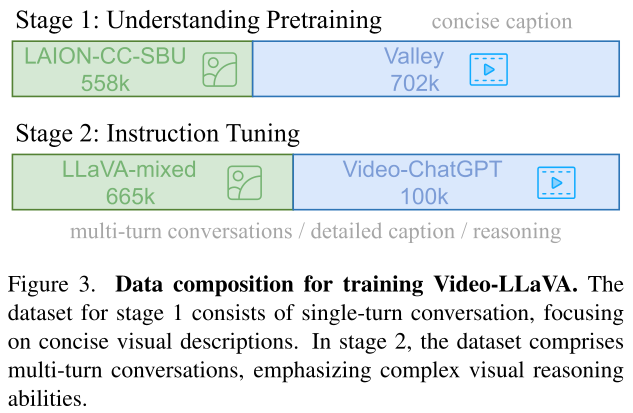 Stage 1: Understanding Pretraining concise caption
LAION-CC-SBU Valley
558k 702k
Stage 2: Instruction Tuning
LLaVA-mixed Video-ChatGPT
665k 100k
multi-turn conversations / detailed caption / reasoning
Figure 3. Data composition for training Video-LLaVA. The
dataset for stage 1 consists of single-turn conversation, focusing
on concise visual descriptions. In stage 2, the dataset comprises
multi-turn conversations, emphasizing complex visual reasoning
abilities.